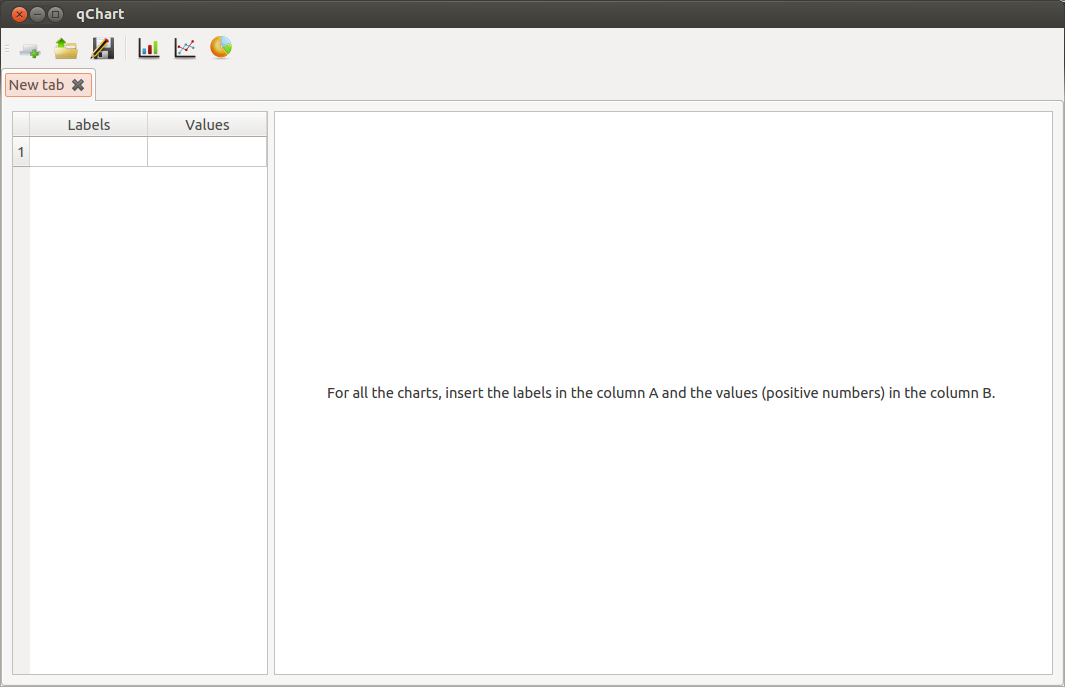 qChart
New tab
Labels Values
1
For all the charts, insert the labels in the column A and the values (positive numbers) in the column B.